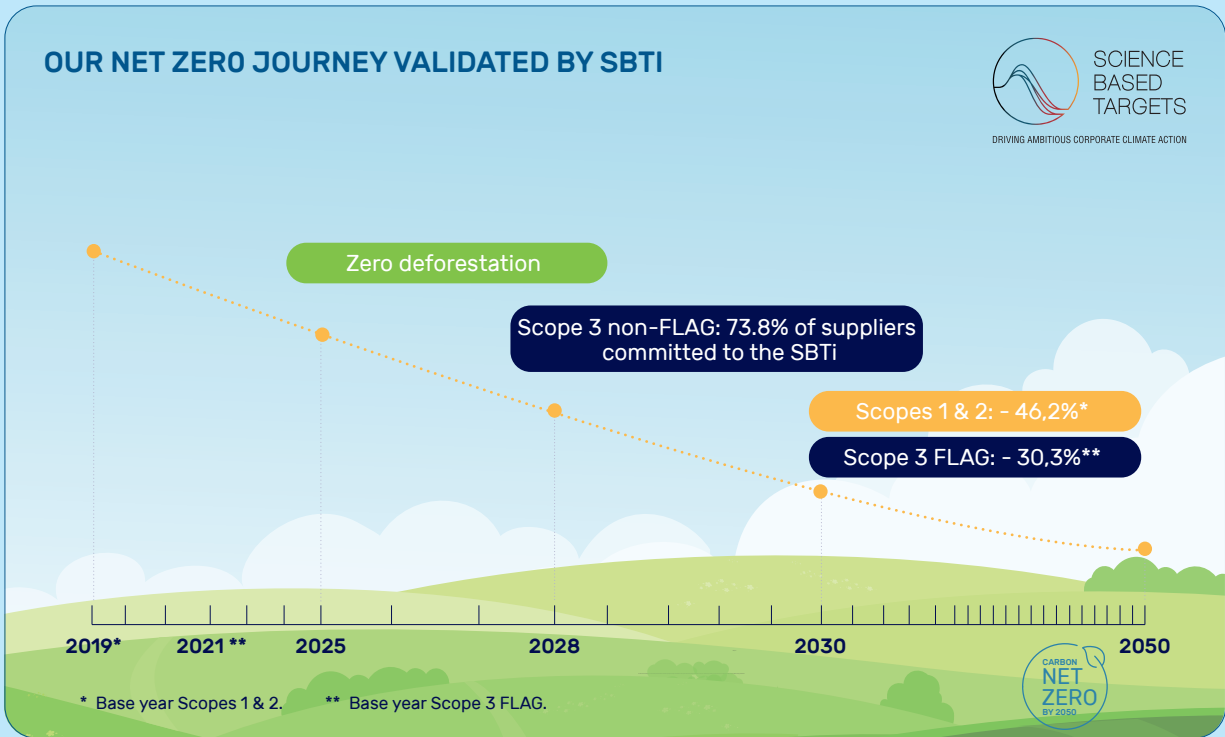 OUR NET ZERO JOURNEY VALIDATED BY SBTI
SCIENCE
BASED
TARGETS
DRIVING AMBITIOUS CORPORATE CLIMATE ACTION
Zero deforestation
Scope 3 non-FLAG: 73.8% of suppliers
committed to the SBTi
Scopes 1 & 2: - 46,2%*
Scope 3 FLAG: - 30,3%**
2019* 2021 ** 2025 2028 2030 2050
CARBON
NET
ZERO
BY 2050
* Base year Scopes 1 & 2. ** Base year Scope 3 FLAG.